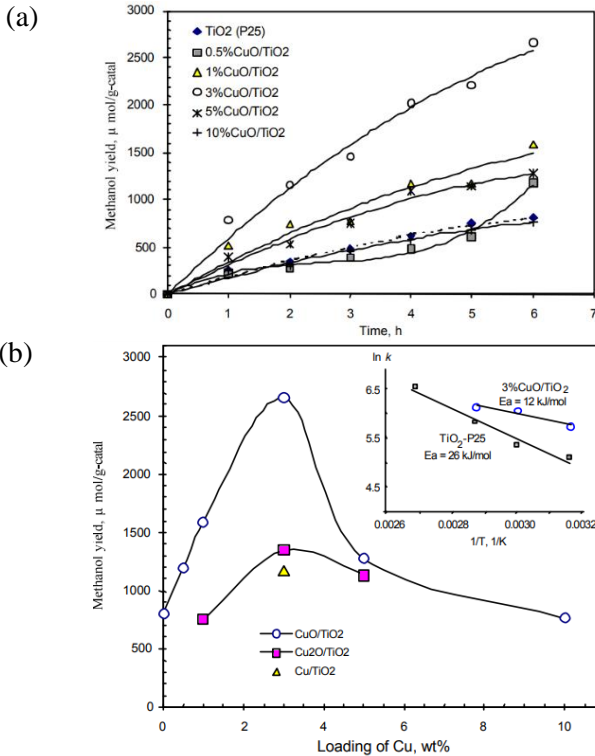 (a)
3000
2500
2000
1500
1000
500
0
Methanol yield, μ mol/g-catal
TiO2 (P25)
0.5%CuO/TiO2
1%CuO/TiO2
3%CuO/TiO2
5%CuO/TiO2
10%CuO/TiO2
0 1 2 3 4 5 6 7
Time, h
(b)
3000
2500
2000
1500
1000
500
0
Methanol yield, μ mol/g-catal
ln k
6.5
5.5
4.5
3%CuO/TiO2
Ea = 12 kJ/mol
TiO2-P25
Ea = 26 kJ/mol
0.0026 0.0028 0.0030 0.0032
1/T, 1/K
CuO/TiO2
Cu2O/TiO2
Cu/TiO2
0 2 4 6 8 10
Loading of Cu, wt%